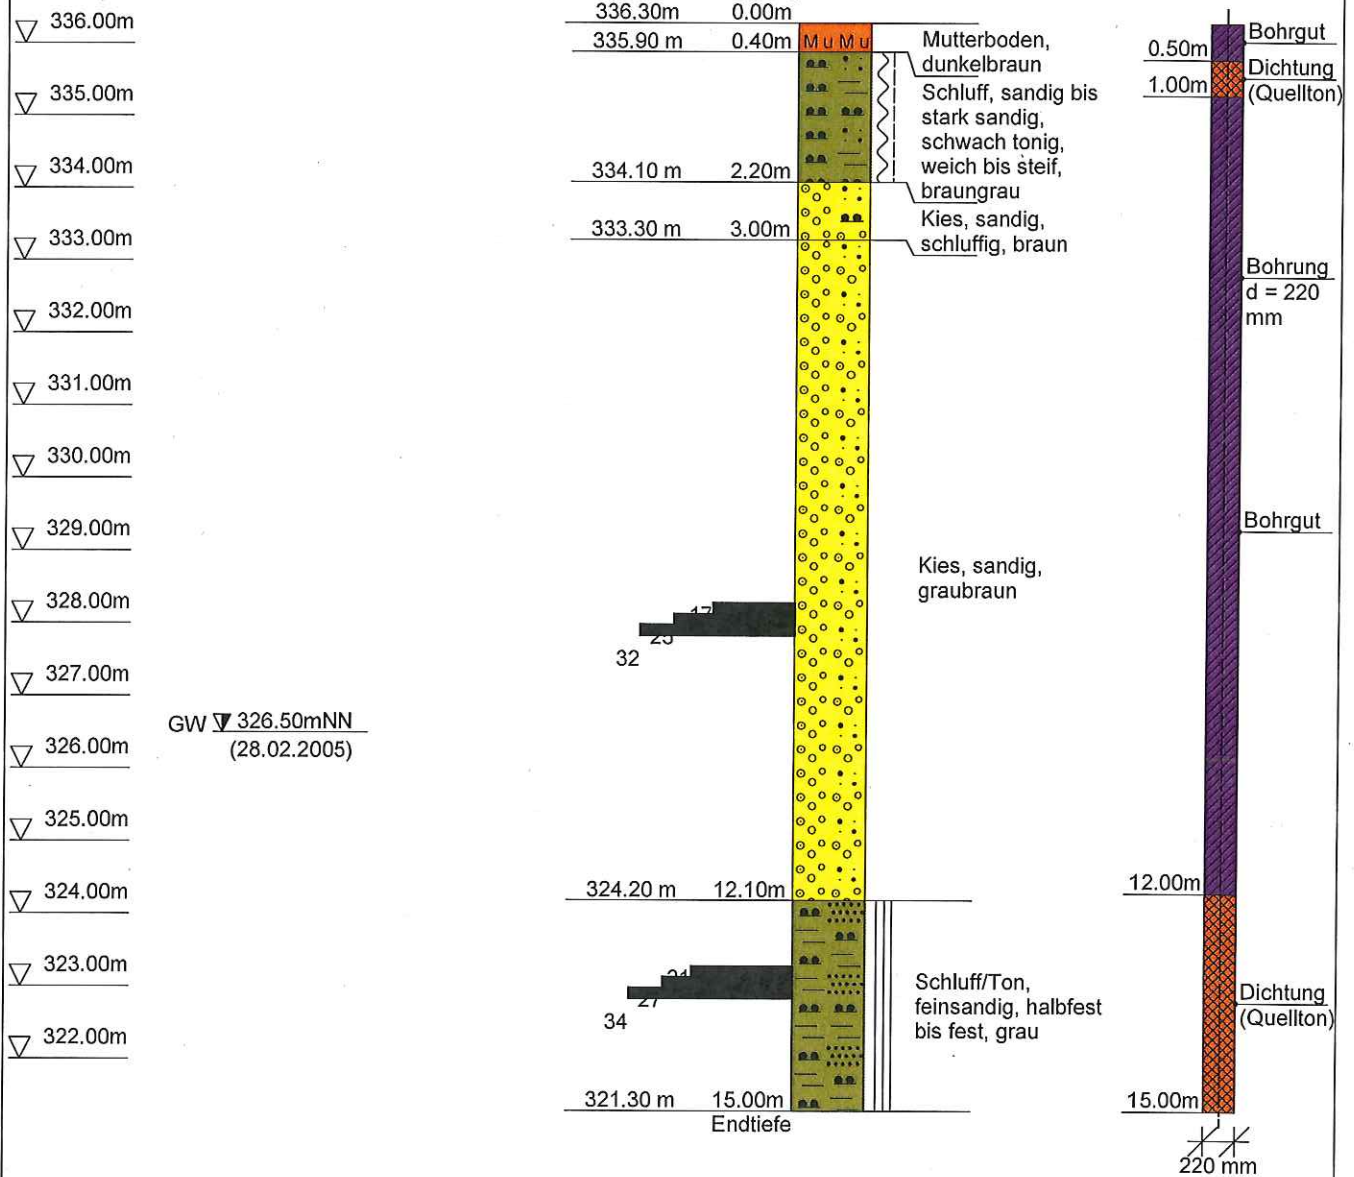 336.00m
335.00m
334.00m
333.00m
332.00m
331.00m
330.00m
329.00m
328.00m
327.00m
326.00m
325.00m
324.00m
323.00m
322.00m
GW 326.50mNN
(28.02.2005)
336.30m 0.00m
335.90 m 0.40m
334.10 m 2.20m
333.30 m 3.00m
324.20 m 12.10m
321.30 m 15.00m
Endtiefe
17
25
32
27
34
Mu Mu
Mutterboden,
dunkelbraun
Schluff, sandig bis
stark sandig,
schwach tonig,
weich bis steif,
braungrau
Kies, sandig,
schluffig, braun
Kies, sandig,
graubraun
Schluff/Ton,
feinsandig, halbfest
bis fest, grau
0.50m
1.00m
12.00m
15.00m
220 mm
Bohrgut
Dichtung
(Quellton)
Bohrung
d = 220
mm
Bohrgut
Dichtung
(Quellton)